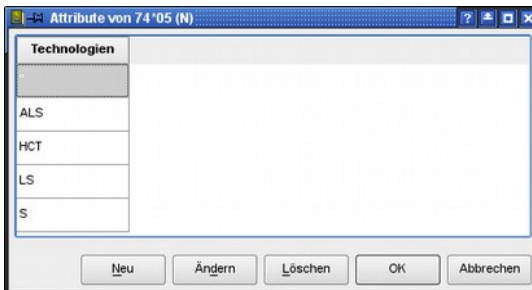 Attribute von 74*05 (N)
Technologien
''
ALS
HCT
LS
S
Neu Ändern Löschen OK Abbrechen